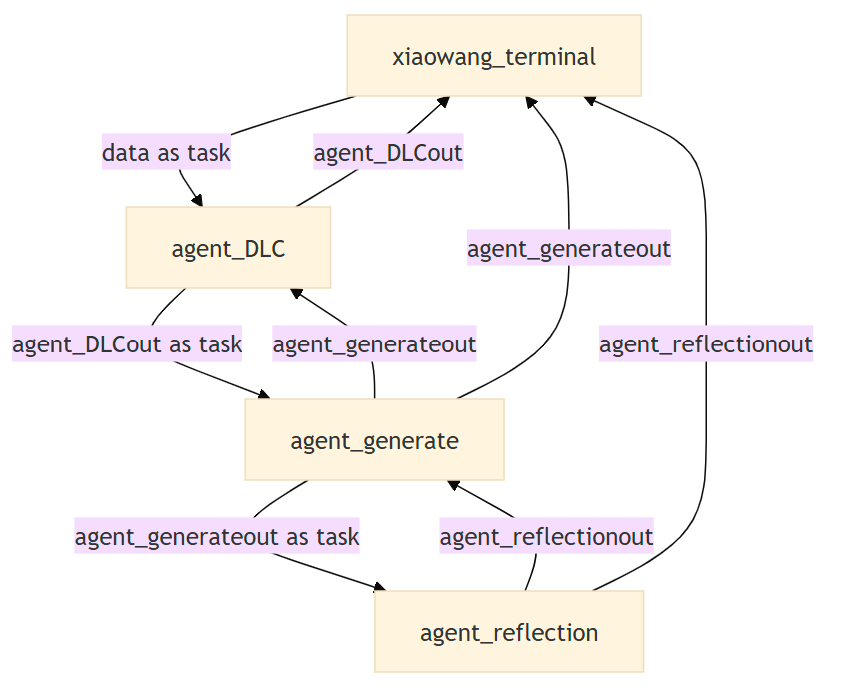 xiaowang_terminal
data as task
agent_DLCout
agent_DLC
agent_generateout
agent_DLCout as task
agent_generateout
agent_reflectionout
agent_generate
agent_generateout as task
agent_reflectionout
agent_reflection